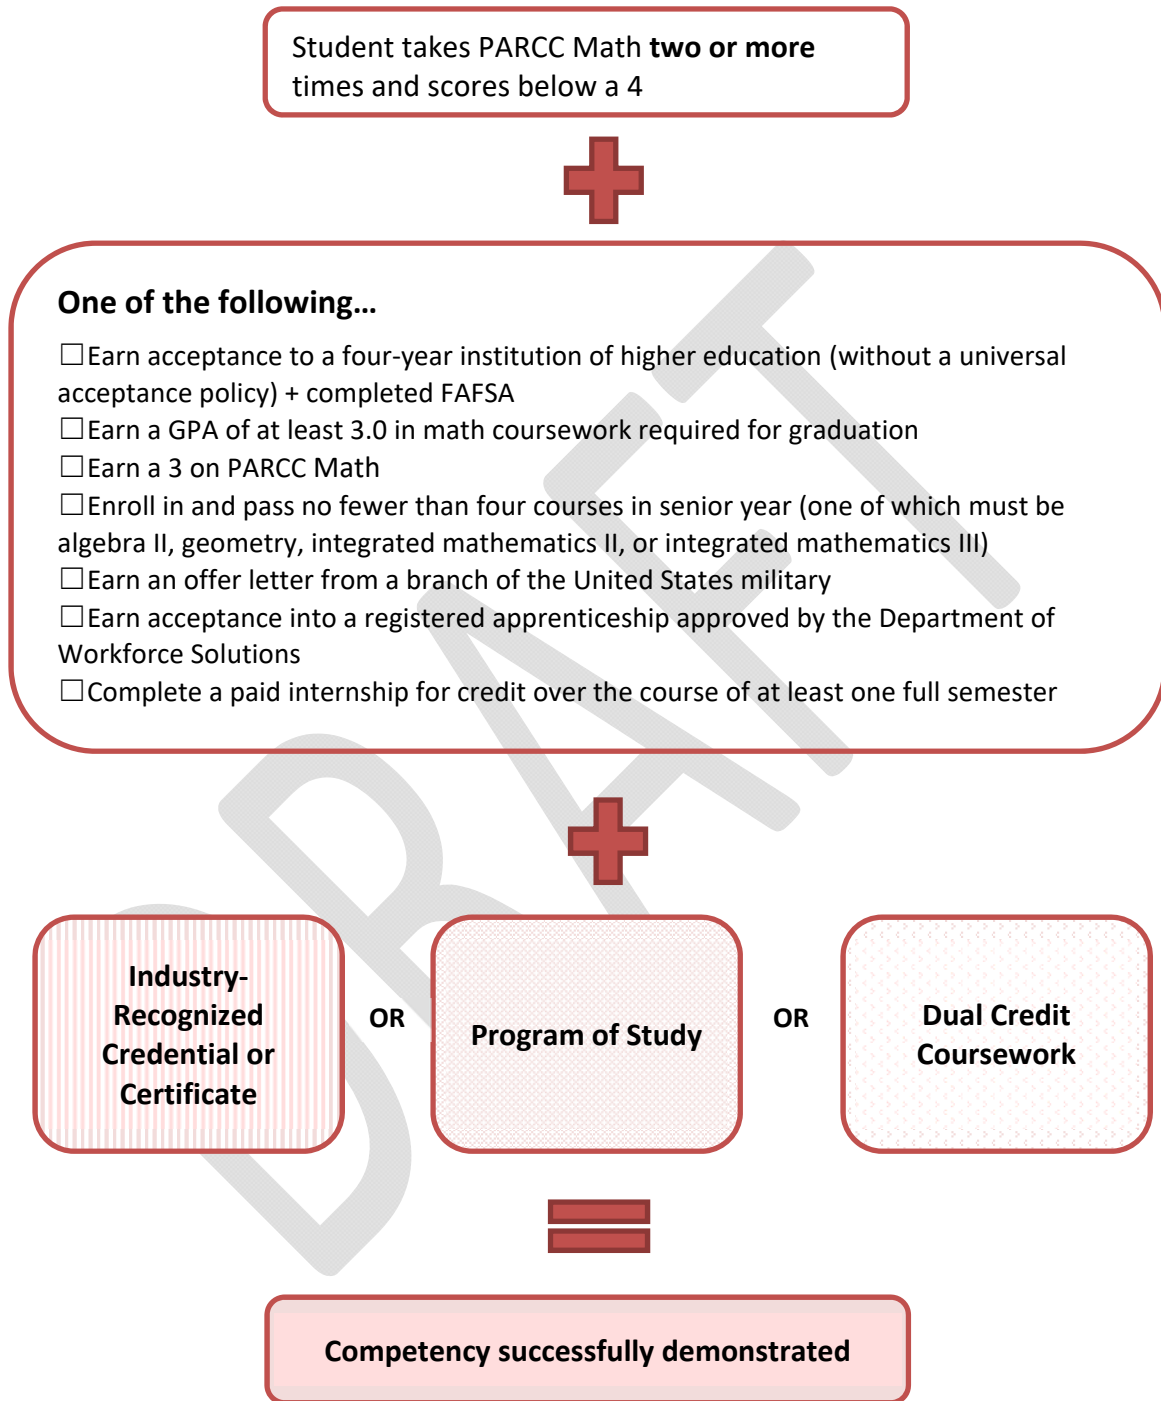 Student takes PARCC Math two or more
times and scores below a 4
One of the following…
☐Earn acceptance to a four-year institution of higher education (without a universal
acceptance policy) + completed FAFSA
☐Earn a GPA of at least 3.0 in math coursework required for graduation
☐Earn a 3 on PARCC Math
☐Enroll in and pass no fewer than four courses in senior year (one of which must be
algebra II, geometry, integrated mathematics II, or integrated mathematics III)
☐Earn an offer letter from a branch of the United States military
☐Earn acceptance into a registered apprenticeship approved by the Department of
Workforce Solutions
☐Complete a paid internship for credit over the course of at least one full semester
Industry-
Recognized
Credential or
Certificate
OR
Program of Study
OR
Dual Credit
Coursework
Competency successfully demonstrated
DRAFT